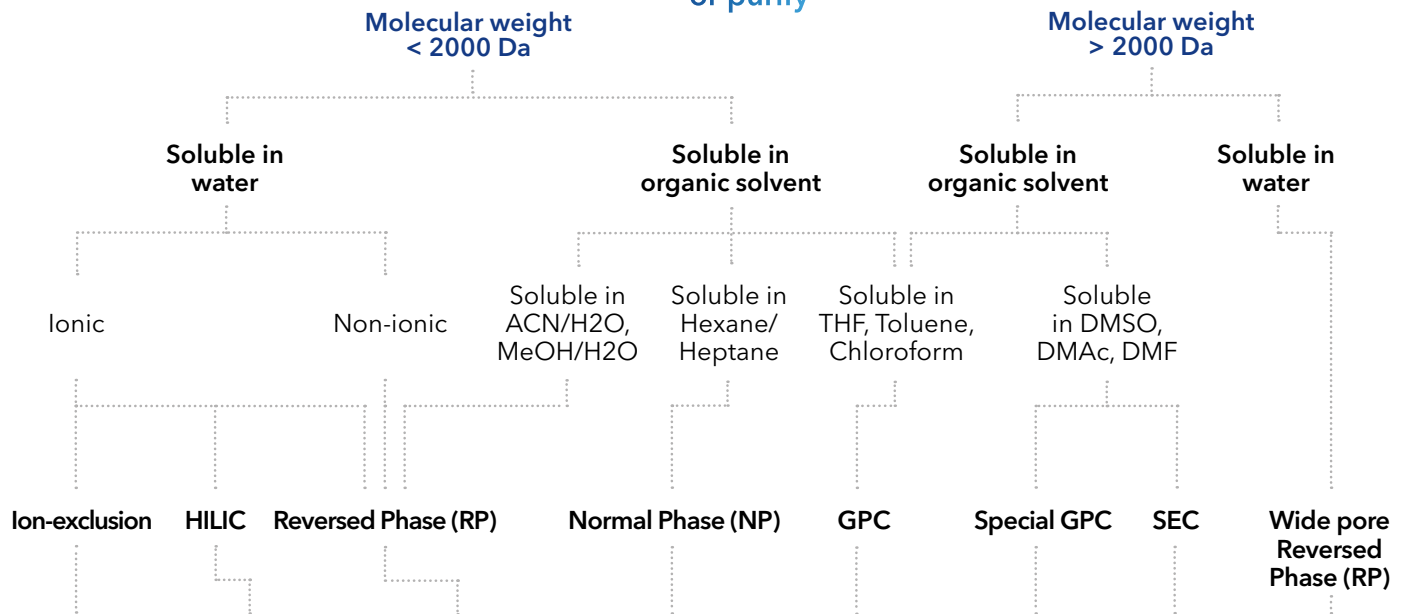 or purify
Molecular weight
< 2000 Da
Molecular weight
> 2000 Da
Soluble in
water
Soluble in
organic solvent
Soluble in
organic solvent
Soluble in
water
Ionic
Non-ionic
Soluble in
ACN/H2O,
MeOH/H2O
Soluble in
Hexane/
Heptane
Soluble in
THF, Toluene,
Chloroform
Soluble
in DMSO,
DMAc, DMF
Ion-exclusion
HILIC
Reversed Phase (RP)
Normal Phase (NP)
GPC
Special GPC
SEC
Wide pore
Reversed
Phase (RP)